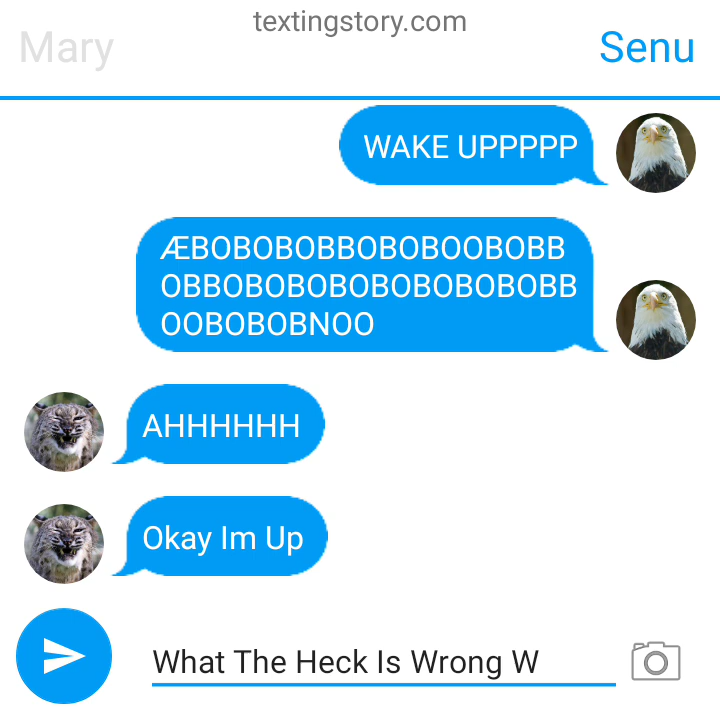 textingstory.com
Mary
Senu
WAKE UPPPPP
ÆBOBOBOBBOBOBOOBOBB
OBBOBOBOBOBOBOBOBOBB
OOBOBOBNOO
AHHHHHH
Okay Im Up
What The Heck Is Wrong W